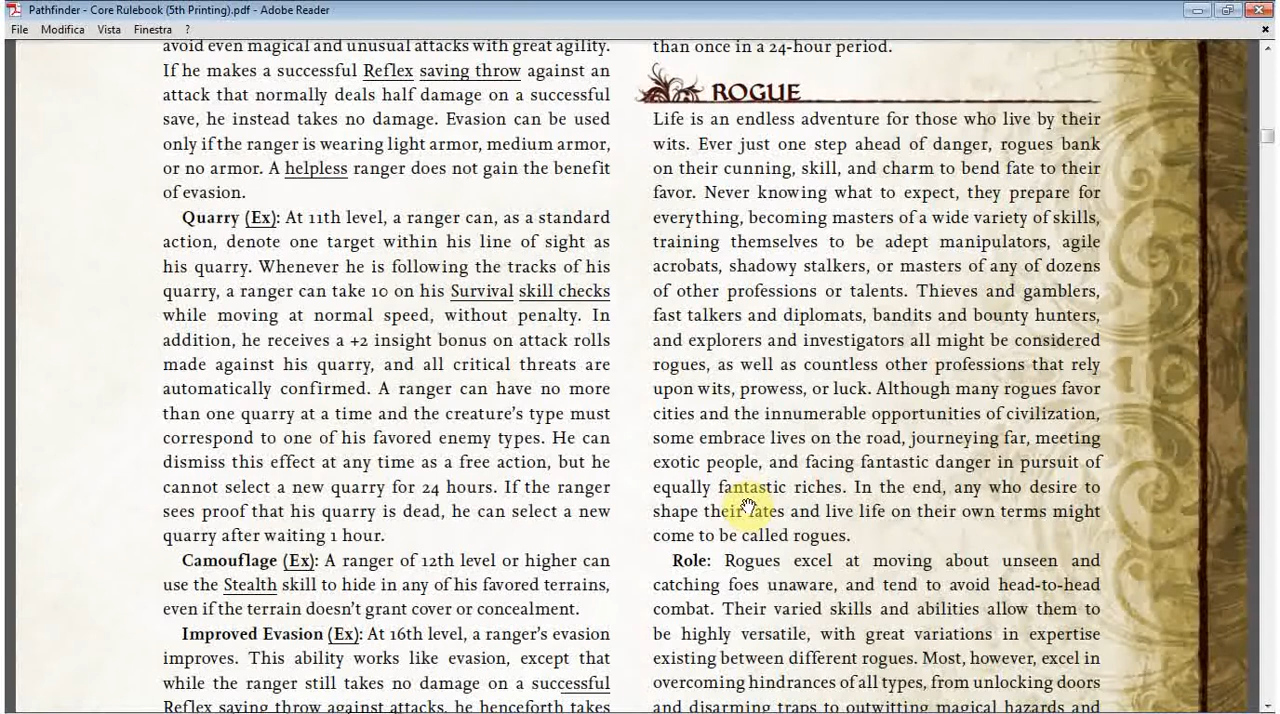 Pathfinder - Core Rulebook (5th Printing).pdf - Adobe Reader
File Modifica Vista Finestra ?
avoid even magical and unusual attacks with great agility.
If he makes a successful Reflex saving throw against an
attack that normally deals half damage on a successful
save, he instead takes no damage. Evasion can be used
only if the ranger is wearing light armor, medium armor,
or no armor. A helpless ranger does not gain the benefit
of evasion.
Quarry (Ex): At 11th level, a ranger can, as a standard
action, denote one target within his line of sight as
his quarry. Whenever he is following the tracks of his
quarry, a ranger can take 10 on his Survival skill checks
while moving at normal speed, without penalty. In
addition, he receives a +2 insight bonus on attack rolls
made against his quarry, and all critical threats are
automatically confirmed. A ranger can have no more
than one quarry at a time and the creature's type must
correspond to one of his favored enemy types. He can
dismiss this effect at any time as a free action, but he
cannot select a new quarry for 24 hours. If the ranger
sees proof that his quarry is dead, he can select a new
quarry after waiting 1 hour.
Camouflage (Ex): A ranger of 12th level or higher can
use the Stealth skill to hide in any of his favored terrains,
even if the terrain doesn't grant cover or concealment.
Improved Evasion (Ex): At 16th level, a ranger's evasion
improves. This ability works like evasion, except that
while the ranger still takes no damage on a successful
Reflex saving throw against attacks, he henceforth takes
than once in a 24-hour period.
ROGUE
Life is an endless adventure for those who live by their
wits. Ever just one step ahead of danger, rogues bank
on their cunning, skill, and charm to bend fate to their
favor. Never knowing what to expect, they prepare for
everything, becoming masters of a wide variety of skills,
training themselves to be adept manipulators, agile
acrobats, shadowy stalkers, or masters of any of dozens
of other professions or talents. Thieves and gamblers,
fast talkers and diplomats, bandits and bounty hunters,
and explorers and investigators all might be considered
rogues, as well as countless other professions that rely
upon wits, prowess, or luck. Although many rogues favor
cities and the innumerable opportunities of civilization,
some embrace lives on the road, journeying far, meeting
exotic people, and facing fantastic danger in pursuit of
equally fantastic riches. In the end, any who desire to
shape their fates and live life on their own terms might
come to be called rogues.
Role: Rogues excel at moving about unseen and
catching foes unaware, and tend to avoid head-to-head
combat. Their varied skills and abilities allow them to
be highly versatile, with great variations in expertise
existing between different rogues. Most, however, excel in
overcoming hindrances of all types, from unlocking doors
and disarming traps to outwitting magical hazards and